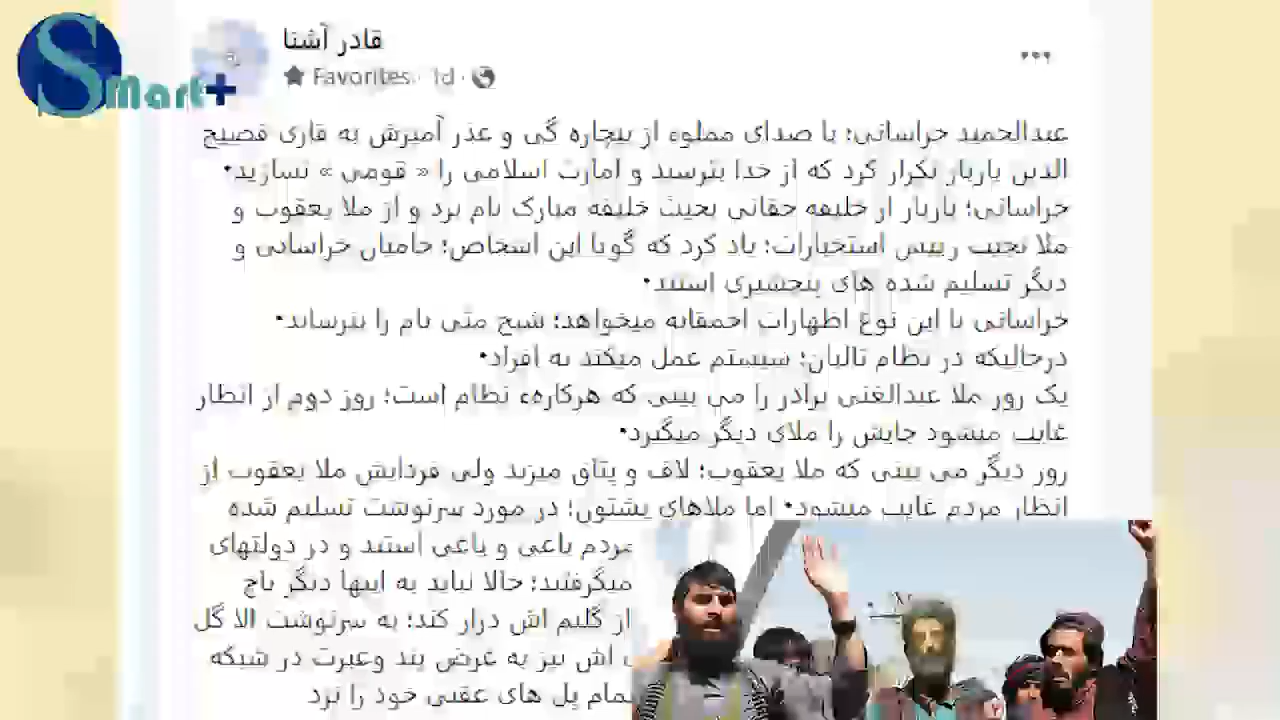 Smart+
قادر آشنا
Favorites · 1d ·
عبدالحمید خراسانی؛ با صدای مملوء از بیچاره گی و عذر آمیزش به قاری فصیح
الدین باربار تکرار کرد که از خدا بترسید و امارت اسلامی را « قومی » نسازید•
خراسانی؛ باربار از خلیفه حقانی بحیث خلیفه مبارک نام برد و از ملا یعقوب و
ملا نجیب رییس استخبارات؛ یاد کرد که گویا این اشخاص؛ حامیان خراسانی و
دیگر تسلیم شده های پنجشیری استند•
خراسانی با این نوع اظهارات احمقانه میخواهد؛ شیخ متی نام را بترساند•
درحالیکه در نظام تالبان؛ سیستم عمل میکند نه افراد•
یک روز ملا عبدالغنی برادر را می بینی که هرکارهء نظام است؛ روز دوم از انظار
غایب میشود جایش را ملای دیگر میگیرد•
روز دیگر می بینی که ملا یعقوب؛ لاف و پتاق میزند ولی فردایش ملا یعقوب از
انظار مردم غایب میشود• اما ملاهای پشتون؛ در مورد سرنوشت تسلیم شده
مردم باغی و یاغی استند و در دولتهای
میگرفتند؛ حالا نباید به اینها دیگر باج
از گلیم اش دراز کند؛ به سرنوشت الا گل
اش نیز به عرض بند وعبرت در شبکه
تمام پل های عقبی خود را